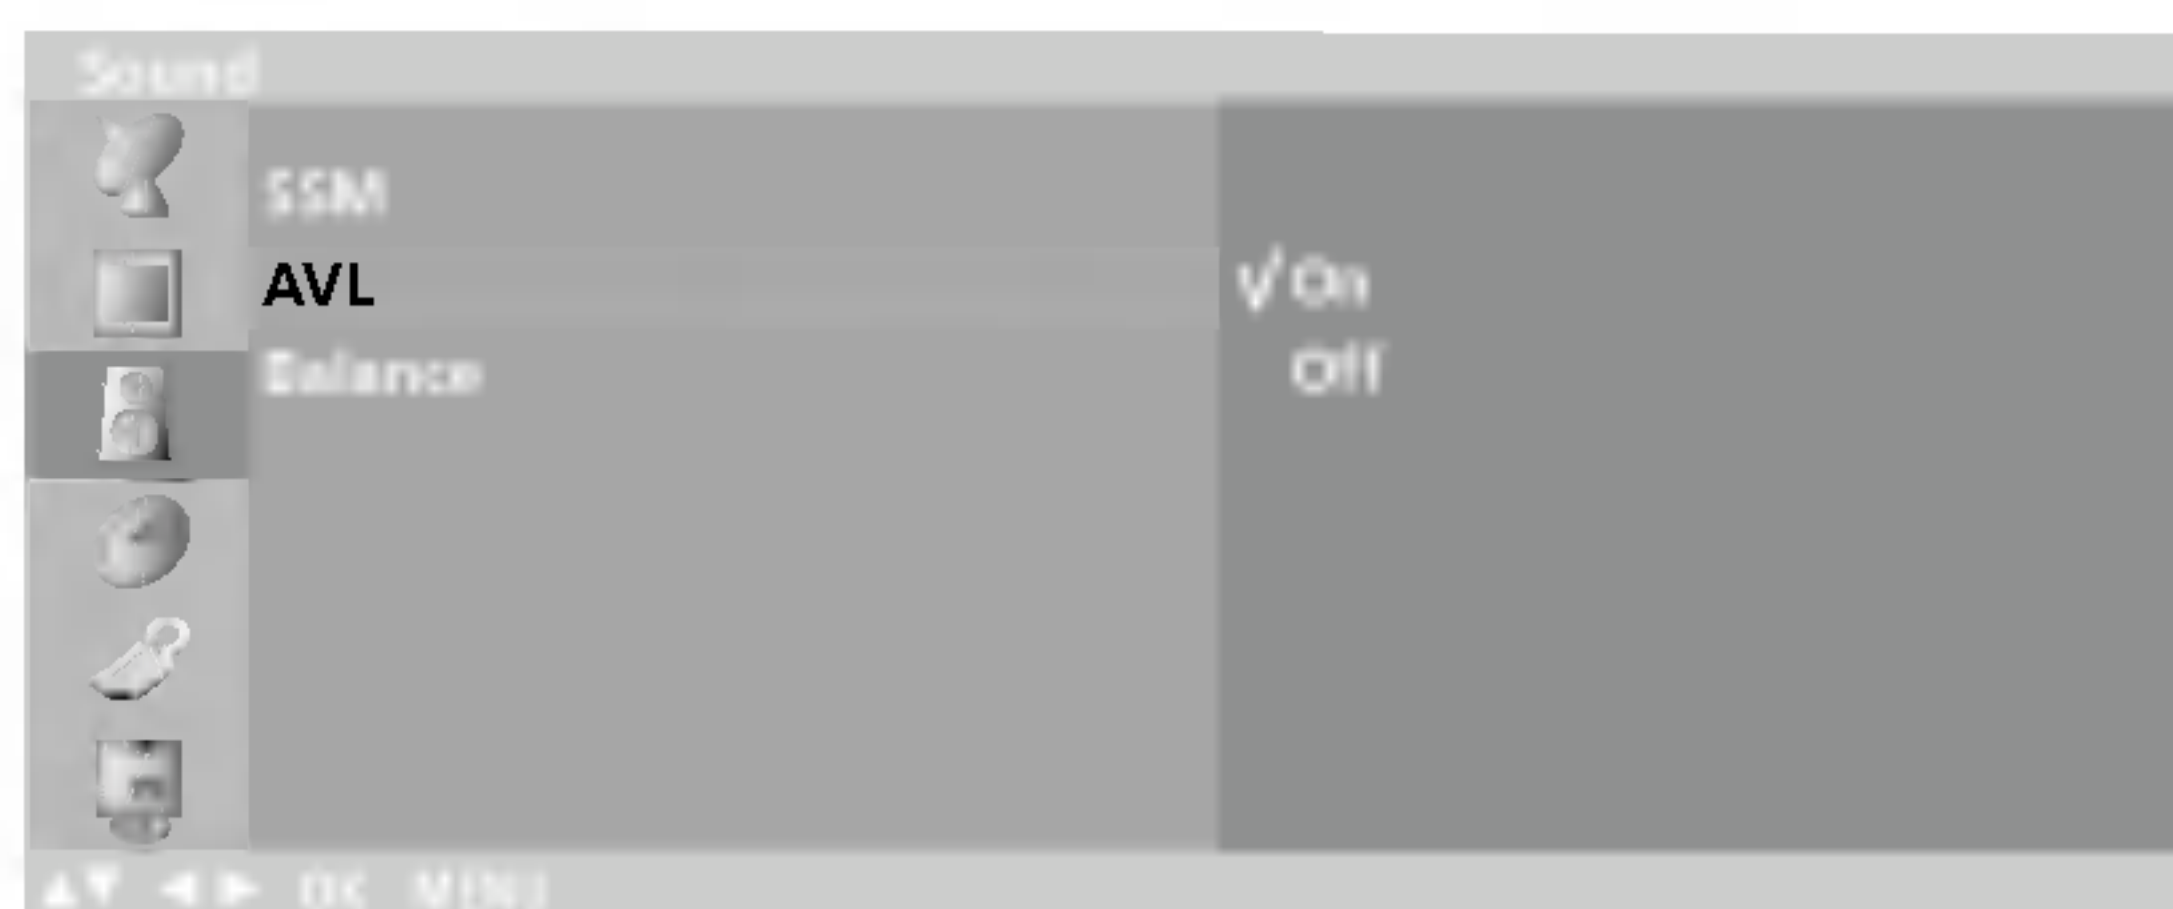 Sound
SSM
AVL
√ On
Balance
Off
▲▼ ◀ ▶ OK MENU